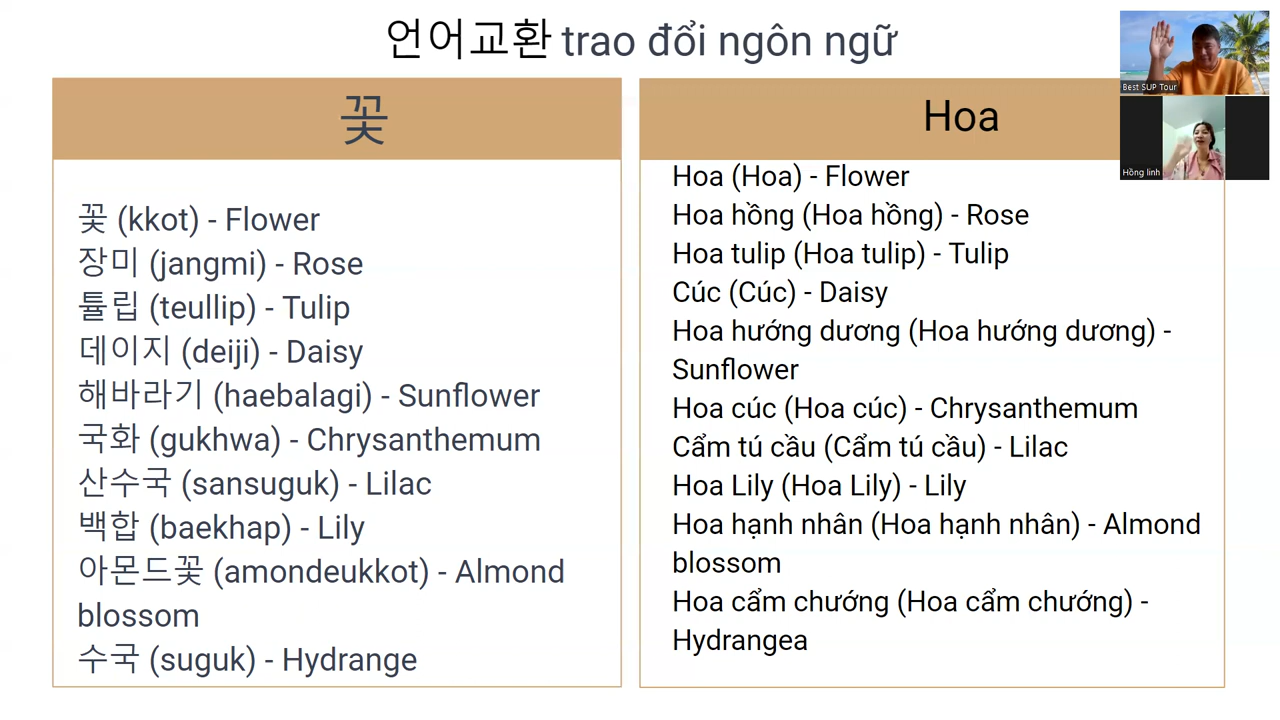 언어교환 trao đổi ngôn ngữ
꽃
꽃 (kkot) - Flower
장미 (jangmi) - Rose
튤립 (teullip) - Tulip
데이지 (deiji) - Daisy
해바라기 (haebalagi) - Sunflower
국화 (gukhwa) - Chrysanthemum
산수국 (sansuguk) - Lilac
백합 (baekhap) - Lily
아몬드꽃 (amondeukkot) - Almond
blossom
수국 (suguk) - Hydrange
Hoa
Hoa (Hoa) - Flower
Hoa hồng (Hoa hồng) - Rose
Hoa tulip (Hoa tulip) - Tulip
Cúc (Cúc) - Daisy
Hoa hướng dương (Hoa hướng dương) -
Sunflower
Hoa cúc (Hoa cúc) - Chrysanthemum
Cẩm tú cầu (Cẩm tú cầu) - Lilac
Hoa Lily (Hoa Lily) - Lily
Hoa hạnh nhân (Hoa hạnh nhân) - Almond
blossom
Hoa cẩm chướng (Hoa cẩm chướng) -
Hydrangea
Best SUP Tour
Hồng linh